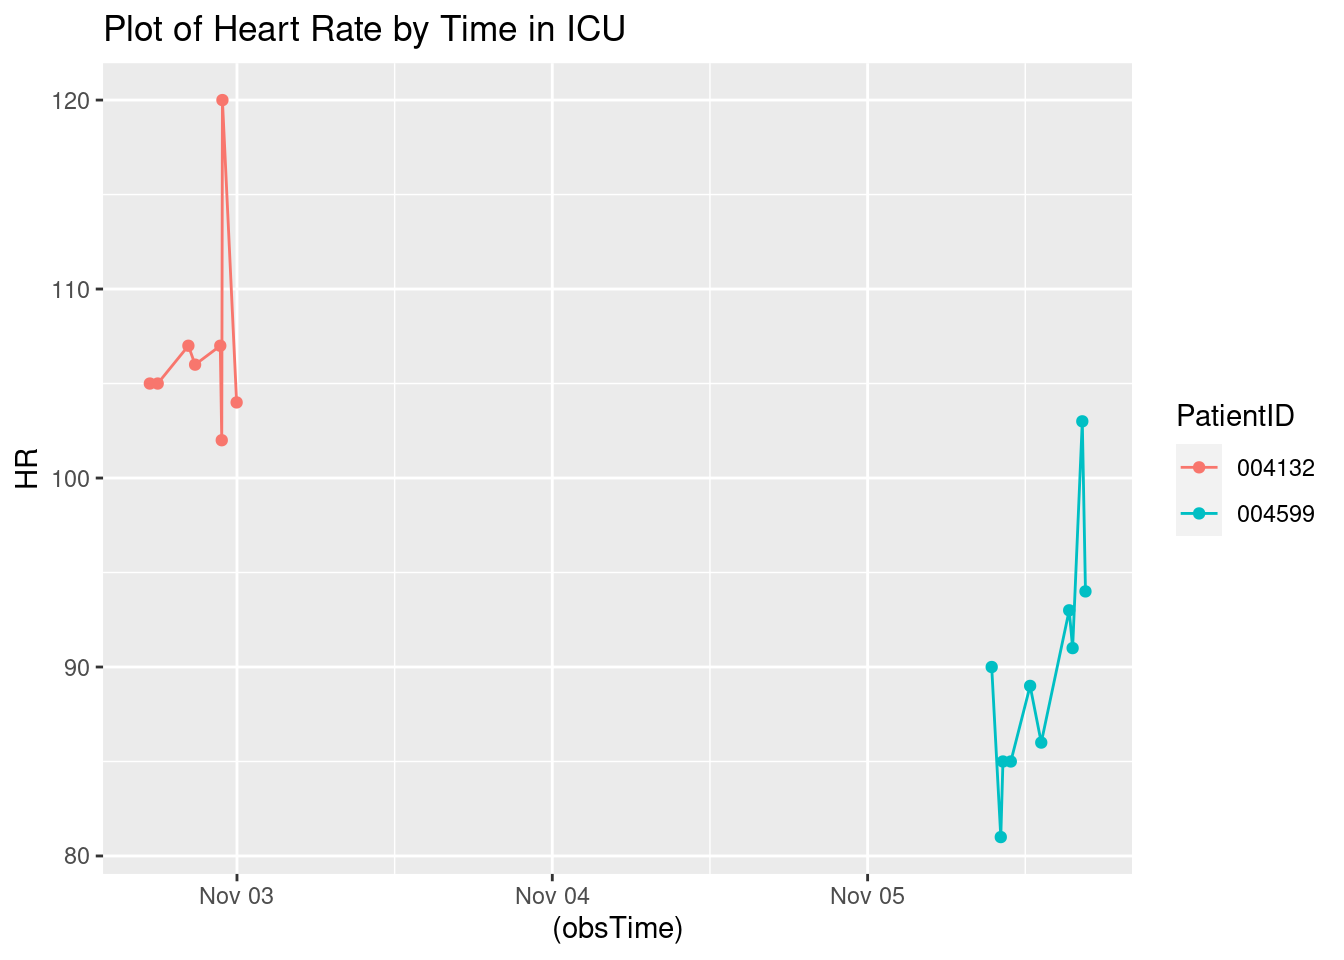 Plot of Heart Rate by Time in ICU
120
110
100
90
80
HR
Nov 03
Nov 04
Nov 05
(obsTime)
PatientID
004132
004599